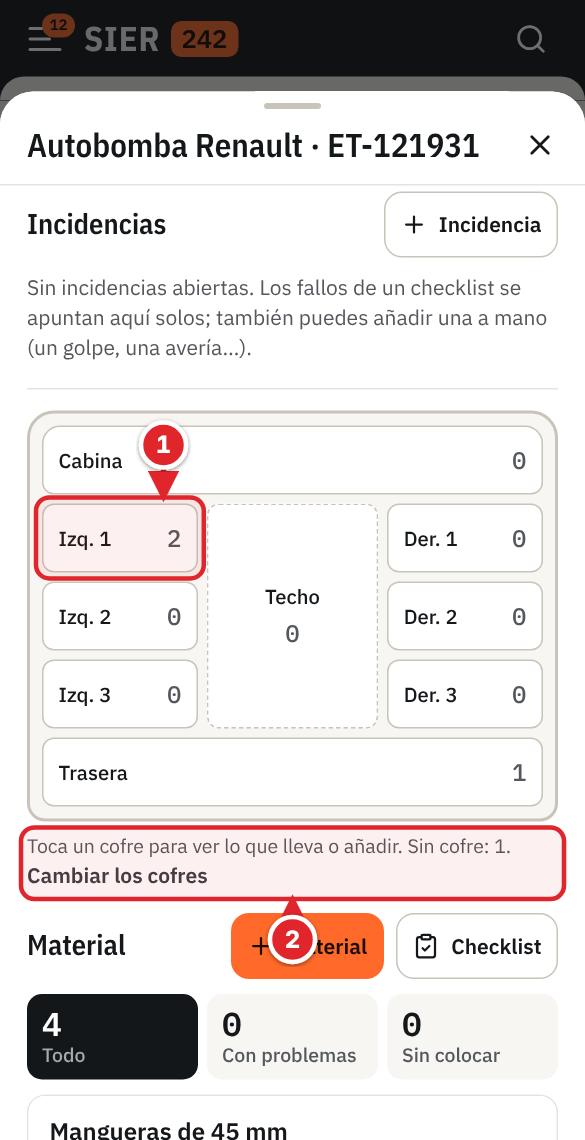 12
SIER 242
Autobomba Renault · ET-121931
Incidencias
+ Incidencia
Sin incidencias abiertas. Los fallos de un checklist se
apuntan aquí solos; también puedes añadir una a mano
(un golpe, una avería...).
1
Cabina 0
Izq. 1 2
Der. 1 0
Techo
0
Izq. 2 0
Der. 2 0
Izq. 3 0
Der. 3 0
Trasera 1
Toca un cofre para ver lo que lleva o añadir. Sin cofre: 1.
Cambiar los cofres
2
Material
+ terial
Checklist
4
Todo
0
Con problemas
0
Sin colocar
Mangueras de 45 mm